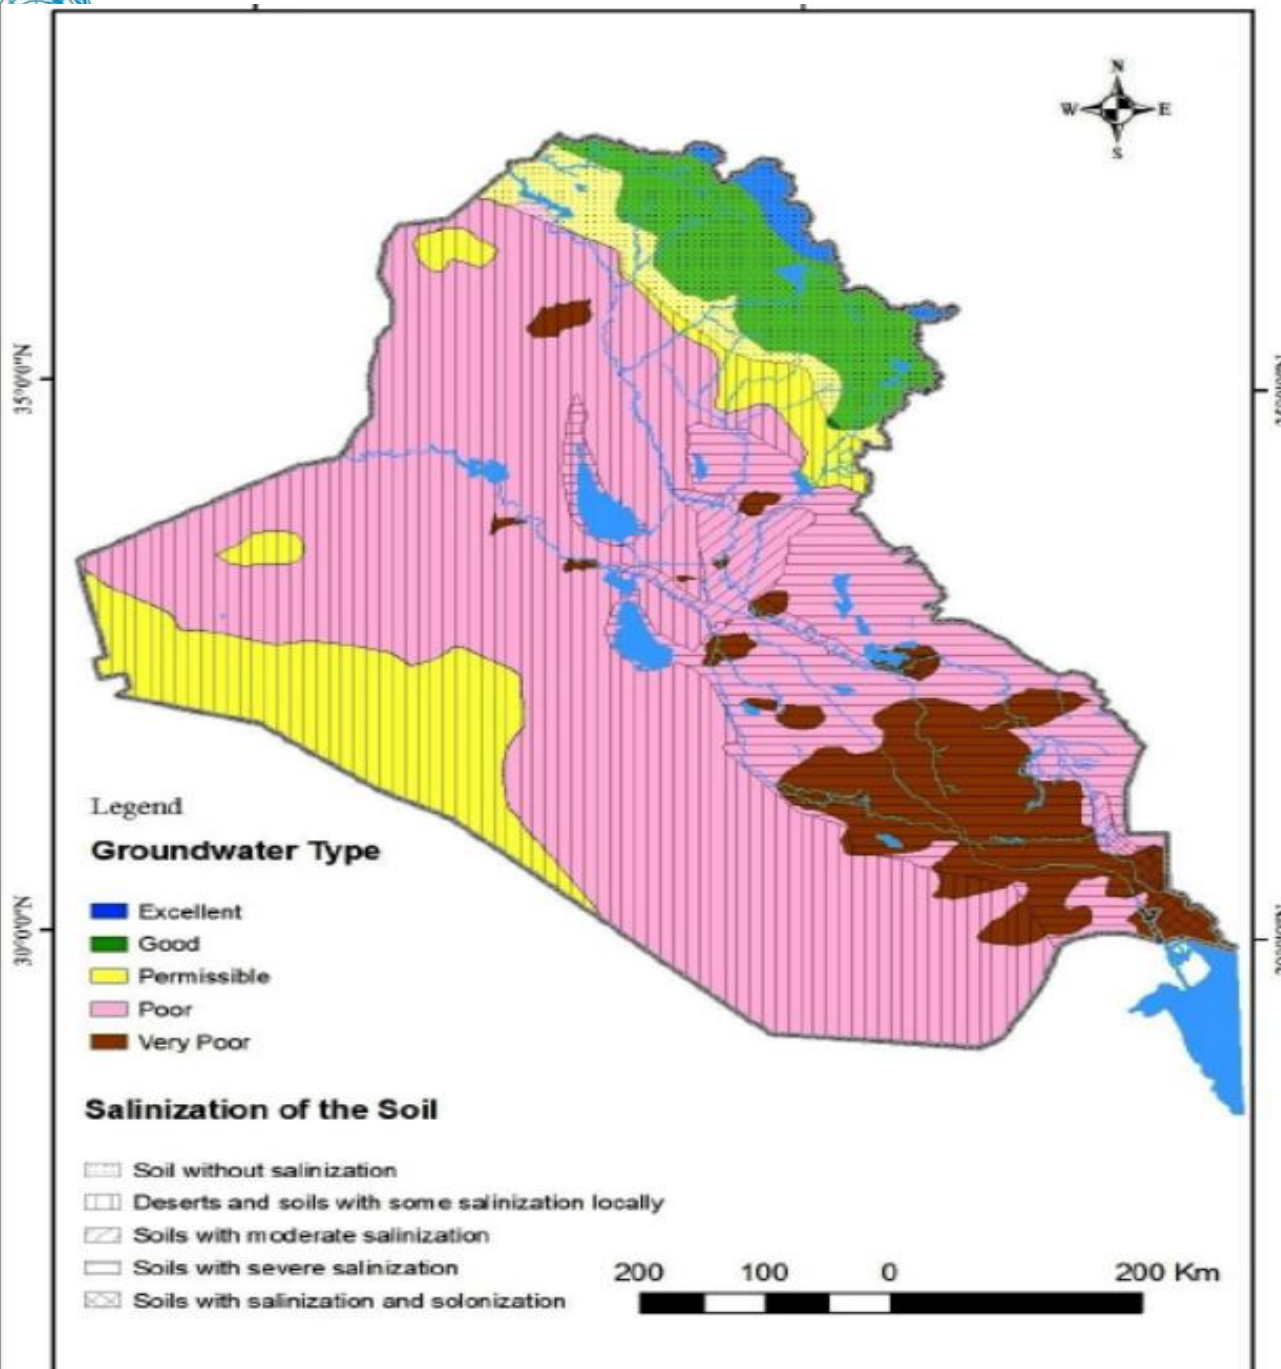 N
W E
S
35°0'0"N
30°0'0"N
Legend
Groundwater Type
Excellent
Good
Permissible
Poor
Very Poor
Salinization of the Soil
Soil without salinization
Deserts and soils with some salinization locally
Soils with moderate salinization
Soils with severe salinization
Soils with salinization and solonization
200 100 0 200 Km